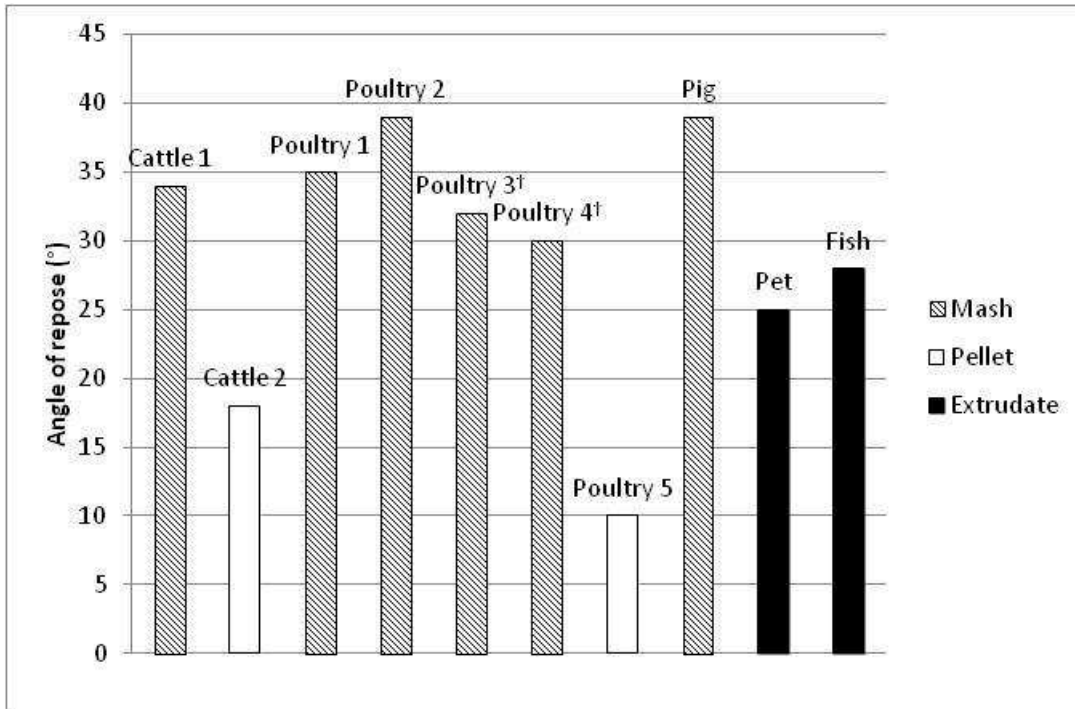 45
40
35
30
25
20
15
10
5
0
Angle of repose (°)
Cattle 1
Cattle 2
Poultry 1
Poultry 2
Poultry 3†
Poultry 4†
Poultry 5
Pig
Pet
Fish
Mash
Pellet
Extrudate